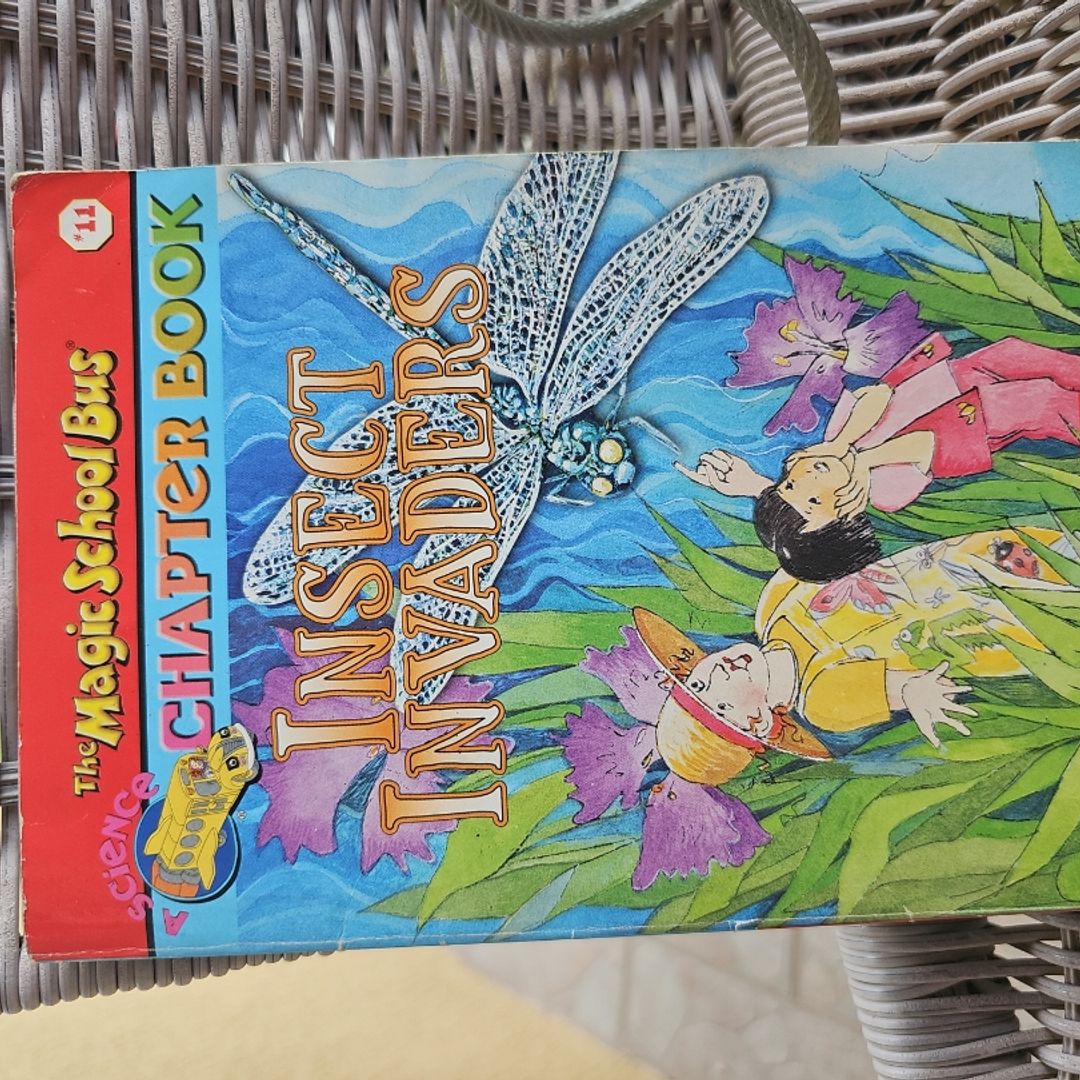 #11
The Magic School Bus®
A SCIENCE
CHAPTER BOOK
®
INSECT
INVADERS